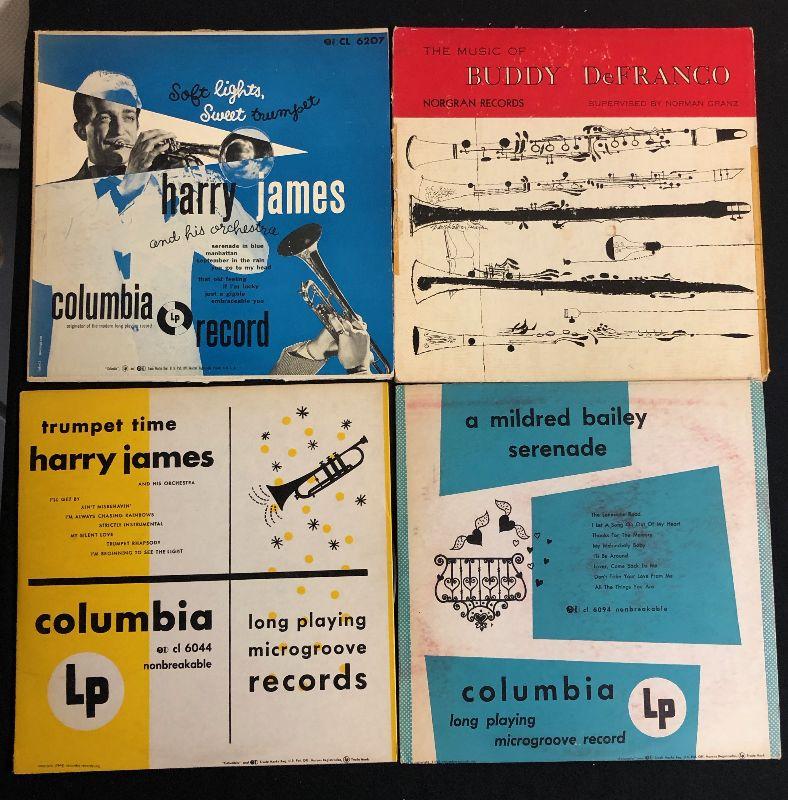 CL 6207
Soft lights,
Sweet trumpet
harry james
and his orchestra
serenade in blue
manhattan
september in the rain
you go to my head
that old feeling
if i'm lucky
just a gigolo
embraceable you
columbia Lp record
originator of the modern long playing record
THE MUSIC OF
BUDDY DeFRANCO
NORGRAN RECORDS SUPERVISED BY NORMAN GRANZ
trumpet time
harry james
AND HIS ORCHESTRA
I'LL GET BY
AIN'T MISBEHAVIN'
I'M ALWAYS CHASING RAINBOWS
STRICTLY INSTRUMENTAL
MY SILENT LOVE
TRUMPET RHAPSODY
I'M BEGINNING TO SEE THE LIGHT
columbia
cl 6044
nonbreakable
Lp
long playing
microgroove
records
a mildred bailey
serenade
The Lonesome Road
I Let A Song Go Out Of My Heart
Thanks For The Memory
My Melancholy Baby
I'll Be Around
Lover, Come Back To Me
Don't Take Your Love From Me
All The Things You Are
cl 6094 nonbreakable
columbia Lp
long playing
microgroove record